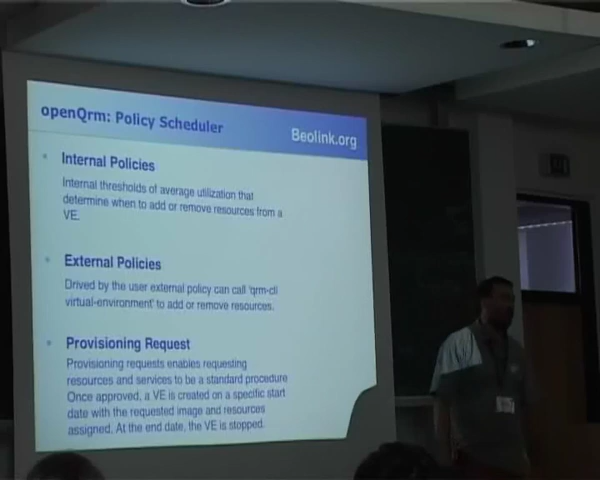 openQrm: Policy Scheduler
Beolink.org
Internal Policies
Internal thresholds of average utilization that
determine when to add or remove resources from a
VE.
External Policies
Drived by the user external policy can call 'qrm-cli
virtual-environment' to add or remove resources.
Provisioning Request
Provisioning requests enables requesting
resources and services to be a standard procedure
Once approved, a VE is created on a specific start
date with the requested image and resources
assigned. At the end date, the VE is stopped.